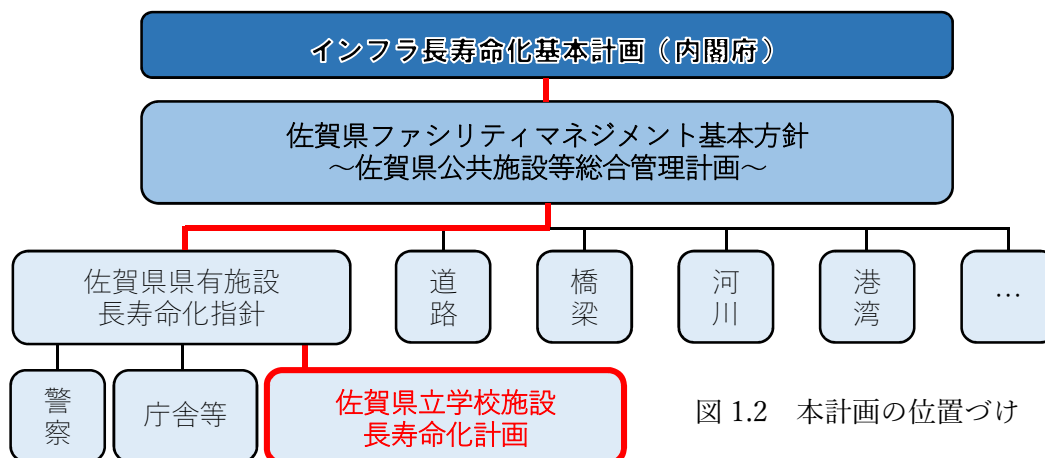 インフラ長寿命化基本計画（内閣府）
佐賀県ファシリティマネジメント基本方針
～佐賀県公共施設等総合管理計画～
佐賀県県有施設
長寿命化指針
道路
橋梁
河川
港湾
…
警察
庁舎等
佐賀県立学校施設
長寿命化計画
図 1.2　本計画の位置づけ